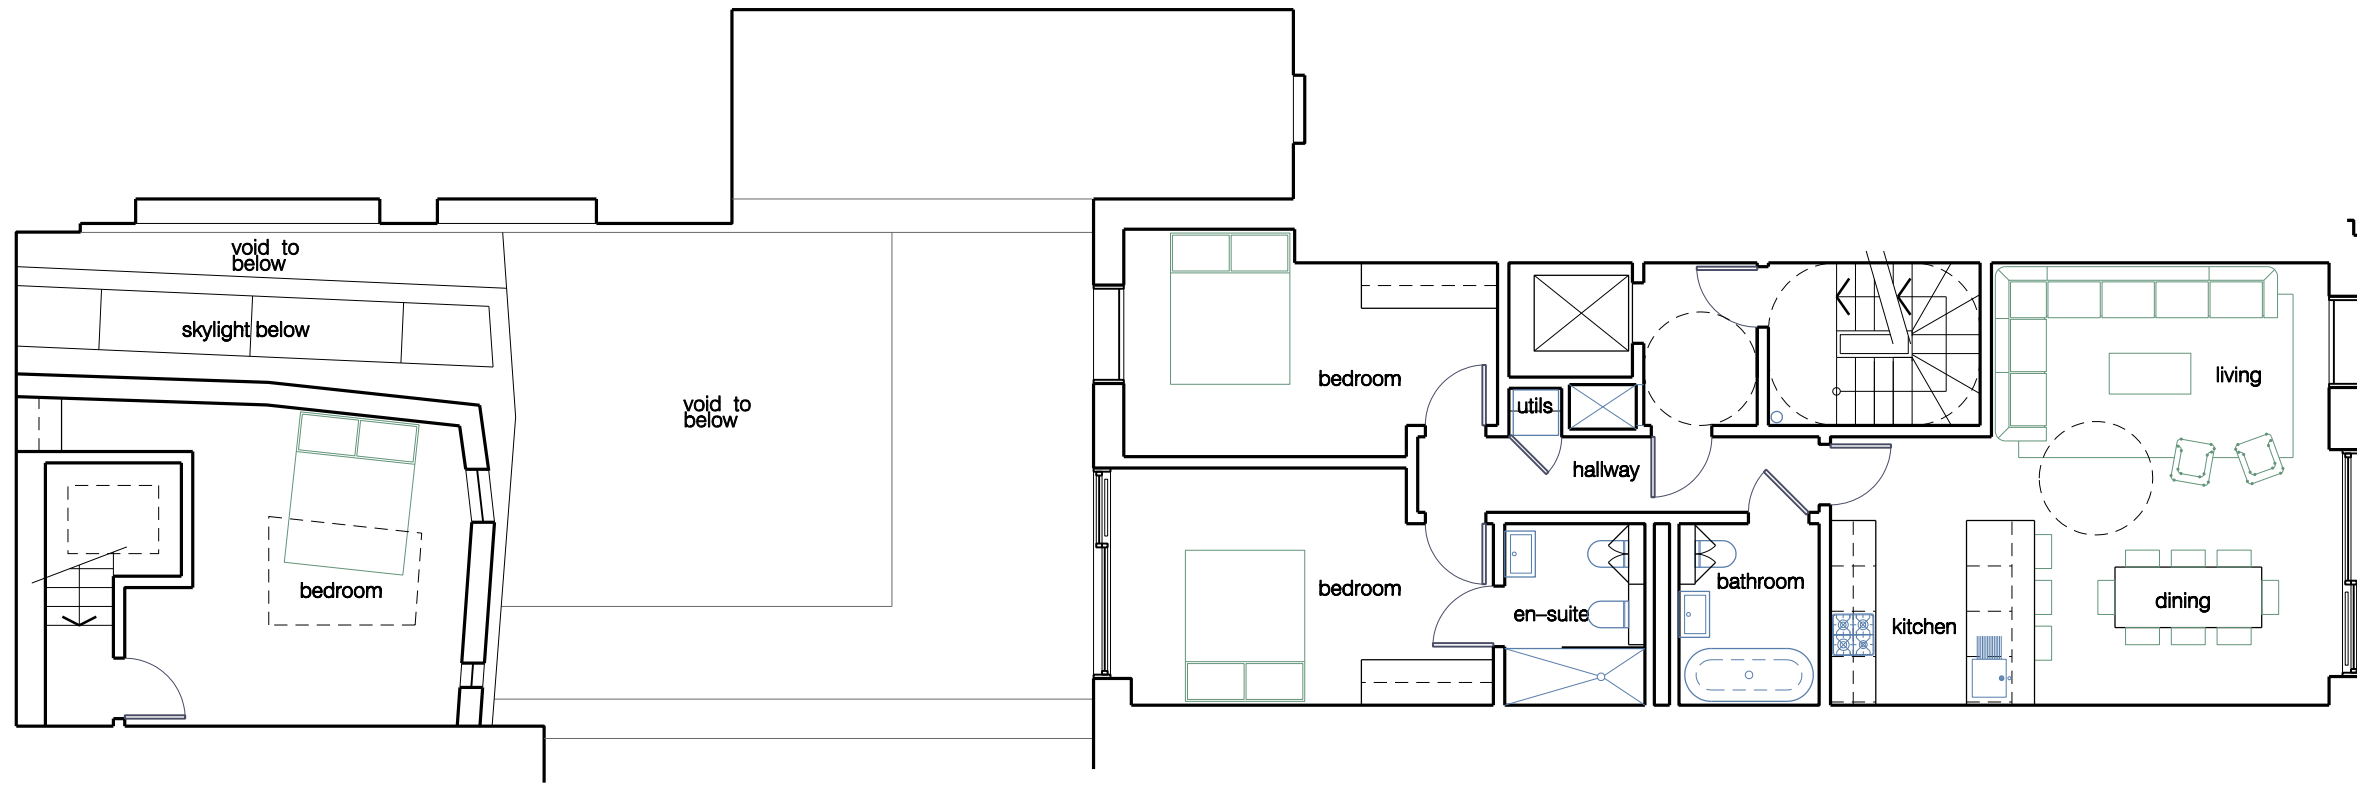 void to
below
skylight below
void to
below
bedroom
bedroom
utils
hallway
living
bedroom
bedroom
en-suite
bathroom
kitchen
dining